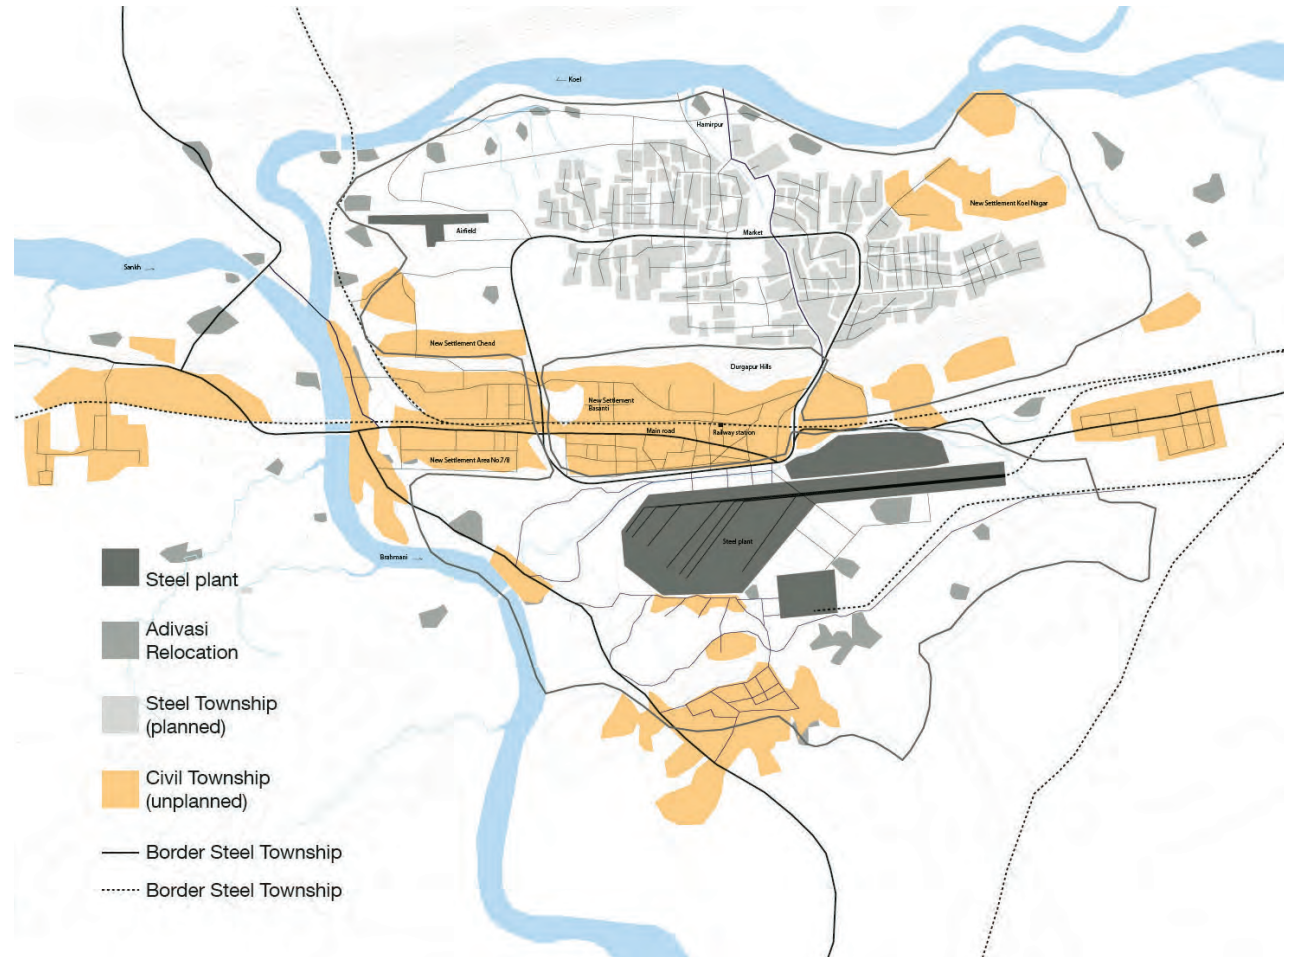 ← Koel
Hamirpur
New Settlement Koel Nagar
Airfield
Market
Sankh →
New Settlement Chend
Durgapur Hills
New Settlement
Basanti
Main road
Railway station
New Settlement Area No.7/8
Steel plant
Brahmani →
Steel plant
Adivasi
Relocation
Steel Township
(planned)
Civil Township
(unplanned)
Border Steel Township
Border Steel Township